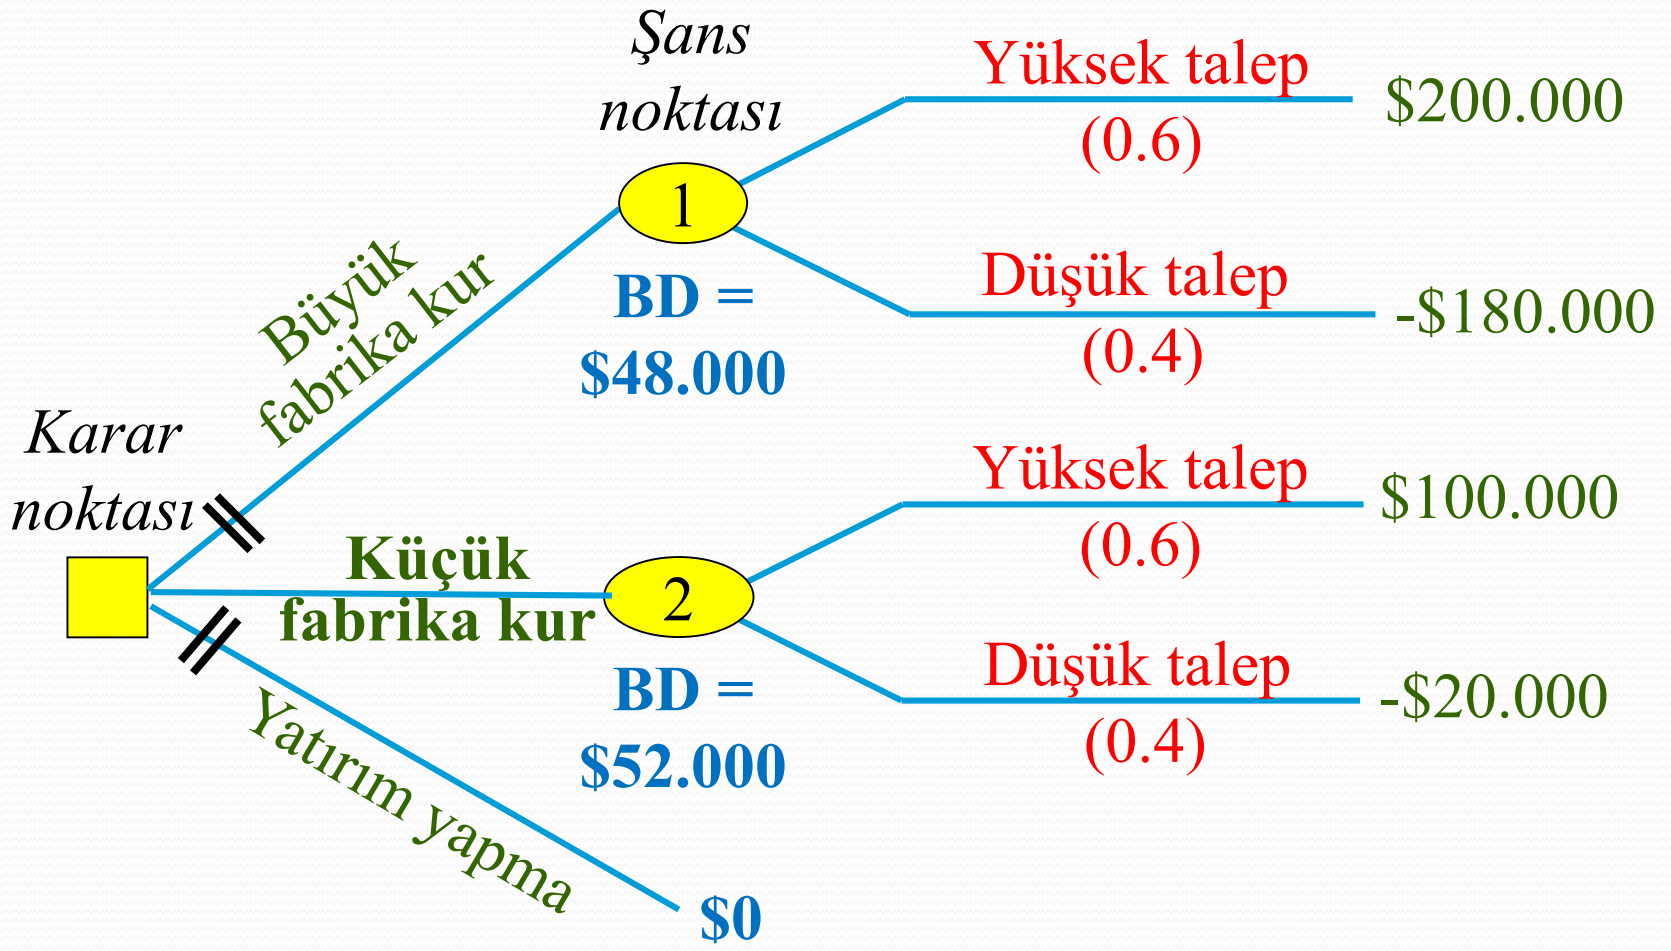 Şans
noktası
Yüksek talep
(0.6)
$200.000
1
Düşük talep
(0.4)
-$180.000
BD =
$48.000
Büyük
fabrika kur
Karar
noktası
Küçük
fabrika kur
2
Yüksek talep
(0.6)
$100.000
Düşük talep
(0.4)
-$20.000
BD =
$52.000
Yatırım yapma
$0